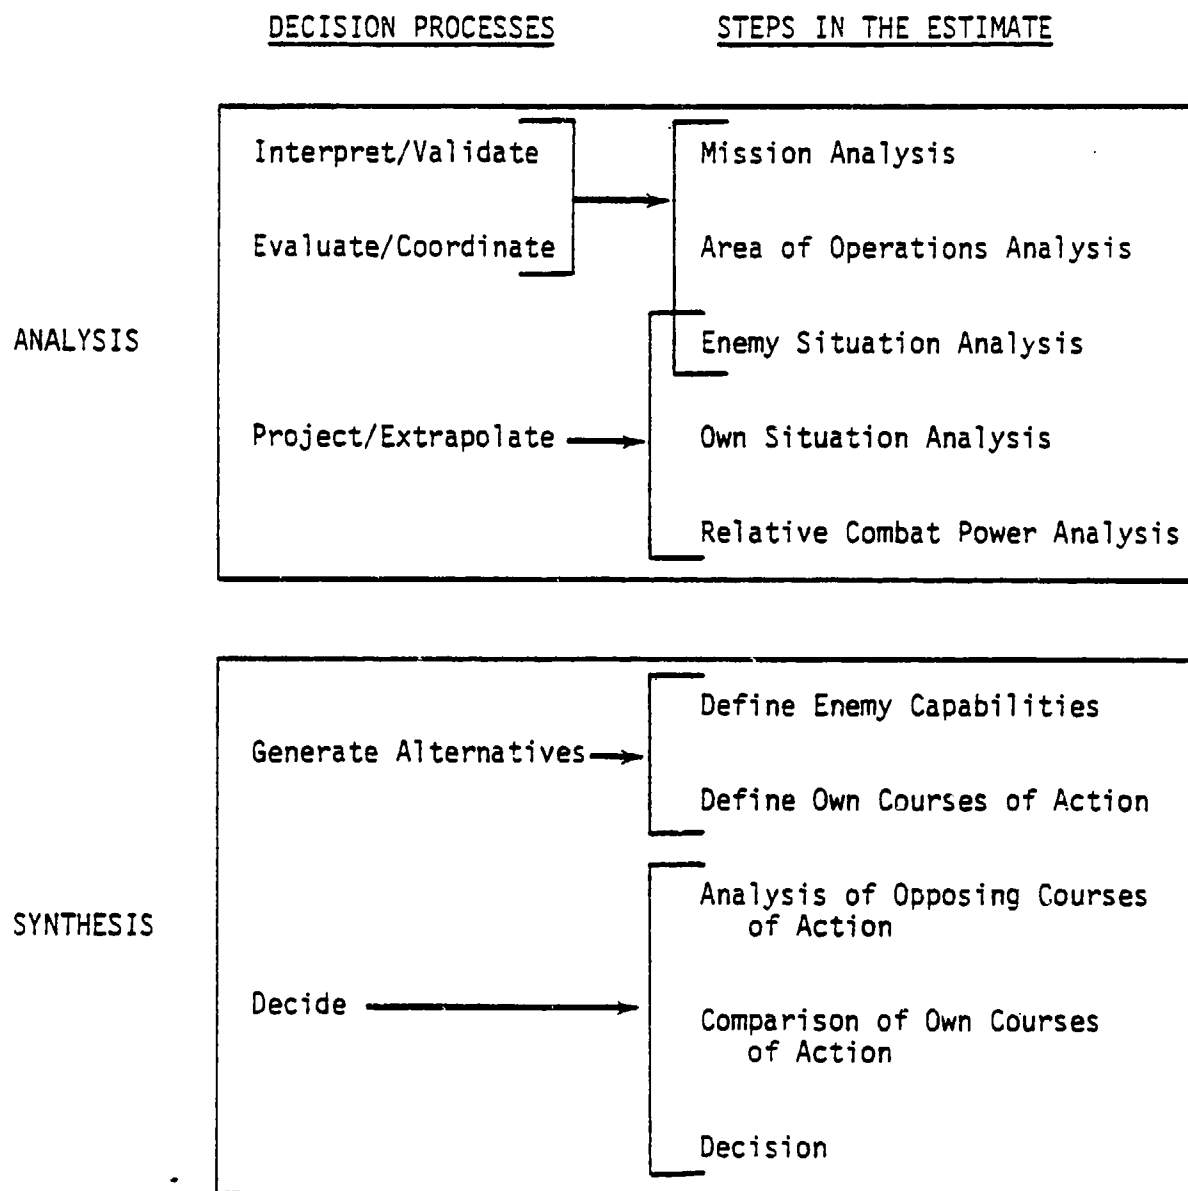 DECISION PROCESSES
STEPS IN THE ESTIMATE
ANALYSIS
Interpret/Validate
Evaluate/Coordinate
Project/Extrapolate
Mission Analysis
Area of Operations Analysis
Enemy Situation Analysis
Own Situation Analysis
Relative Combat Power Analysis
SYNTHESIS
Generate Alternatives
Decide
Define Enemy Capabilities
Define Own Courses of Action
Analysis of Opposing Courses
of Action
Comparison of Own Courses
of Action
Decision